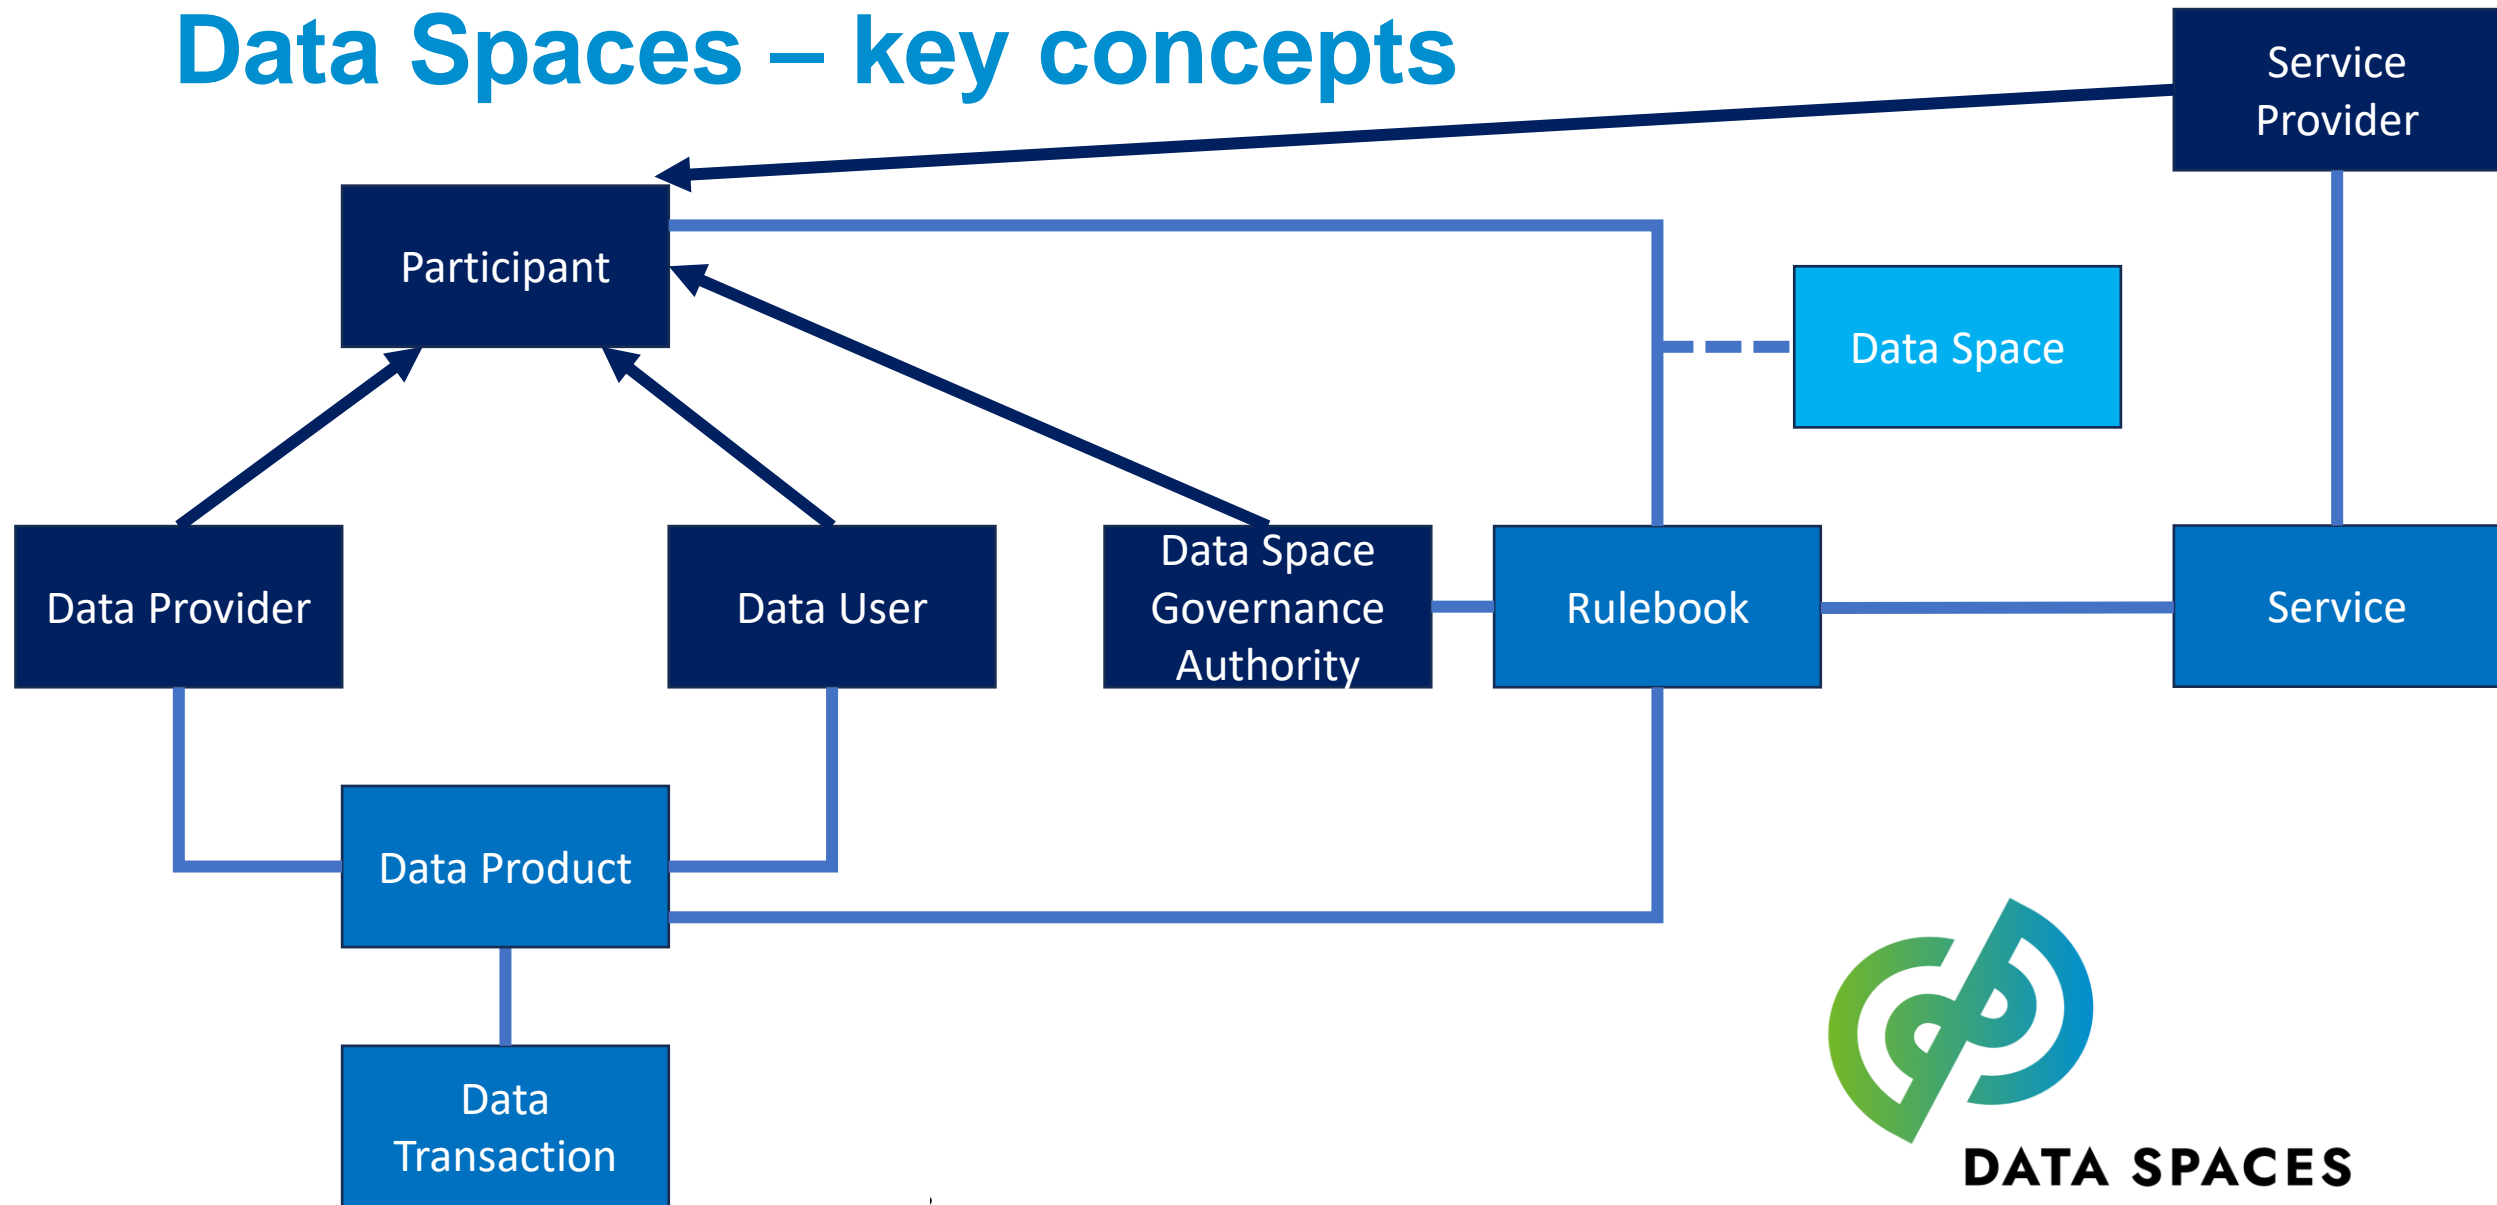 Data Spaces – key concepts
Service
Provider
Participant
Data Space
Data Provider
Data User
Data Space
Governance
Authority
Rulebook
Service
Data Product
Data
Transaction
DATA SPACES